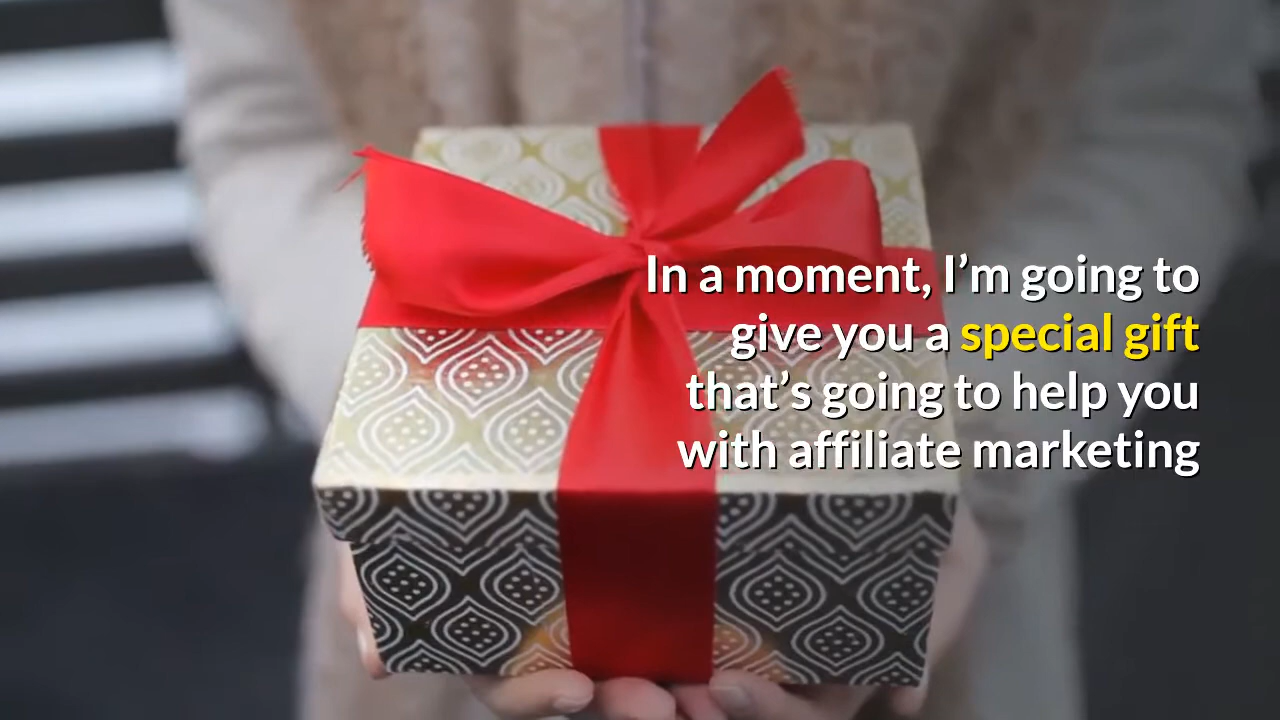 In a moment, I’m going to
give you a special gift
that’s going to help you
with affiliate marketing